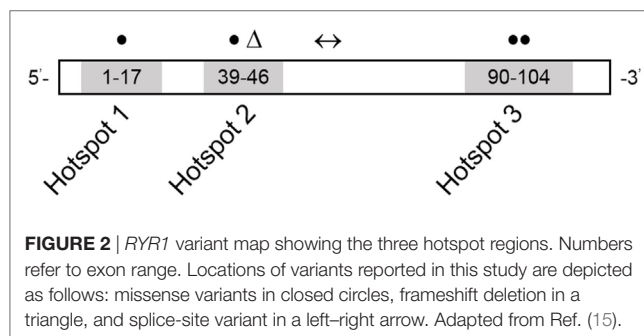 • • Δ ↔ ••
5'- 1-17 39-46 90-104 -3'
Hotspot 1 Hotspot 2 Hotspot 3
FIGURE 2 | RYR1 variant map showing the three hotspot regions. Numbers
refer to exon range. Locations of variants reported in this study are depicted
as follows: missense variants in closed circles, frameshift deletion in a
triangle, and splice-site variant in a left–right arrow. Adapted from Ref. (15).